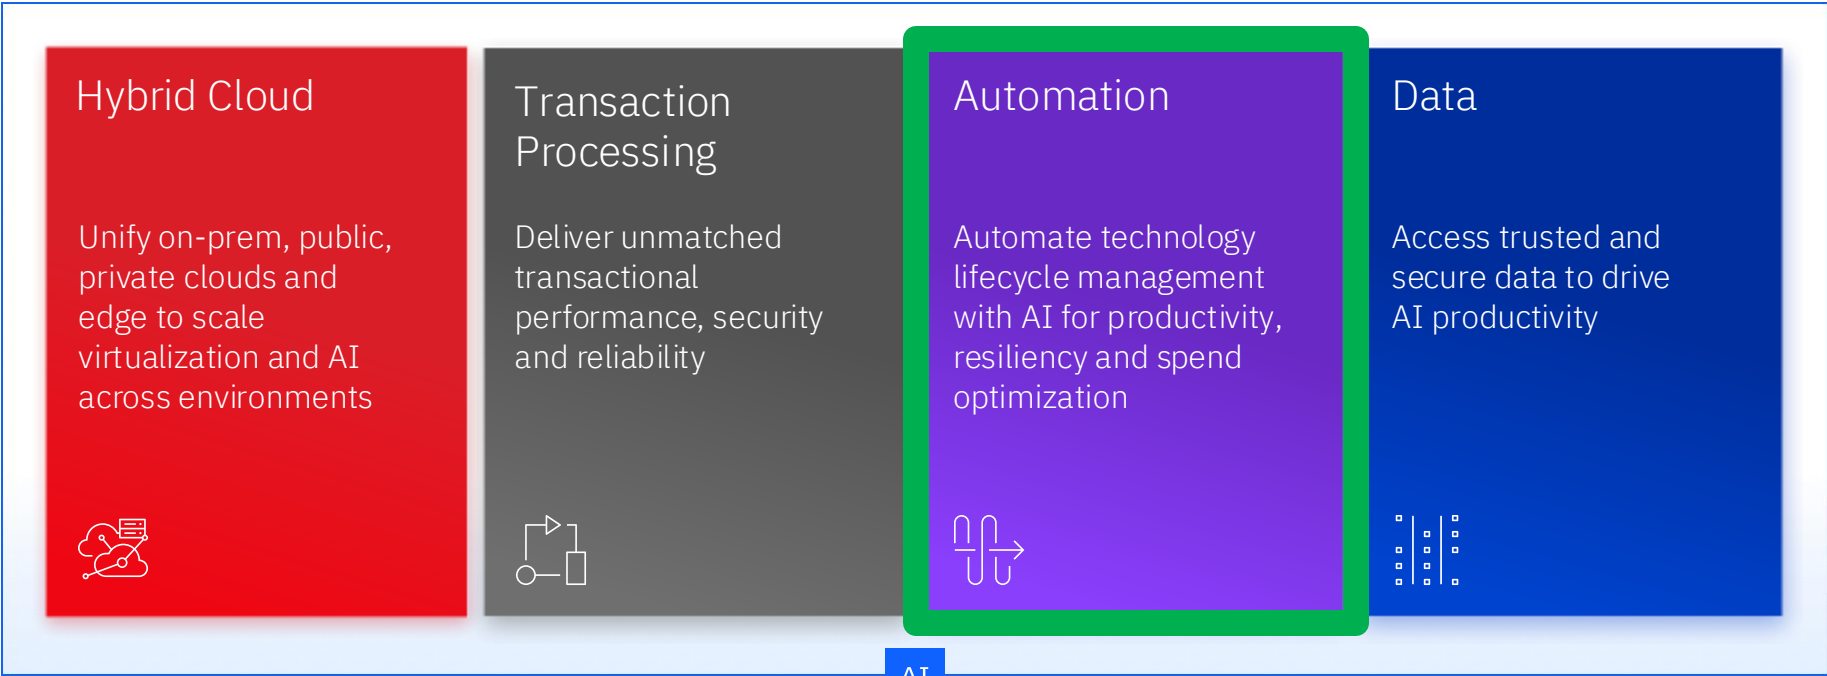 Hybrid Cloud
Unify on-prem, public,
private clouds and
edge to scale
virtualization and AI
across environments
Transaction
Processing
Deliver unmatched
transactional
performance, security
and reliability
Automation
Automate technology
lifecycle management
with AI for productivity,
resiliency and spend
optimization
Data
Access trusted and
secure data to drive
AI productivity
AI